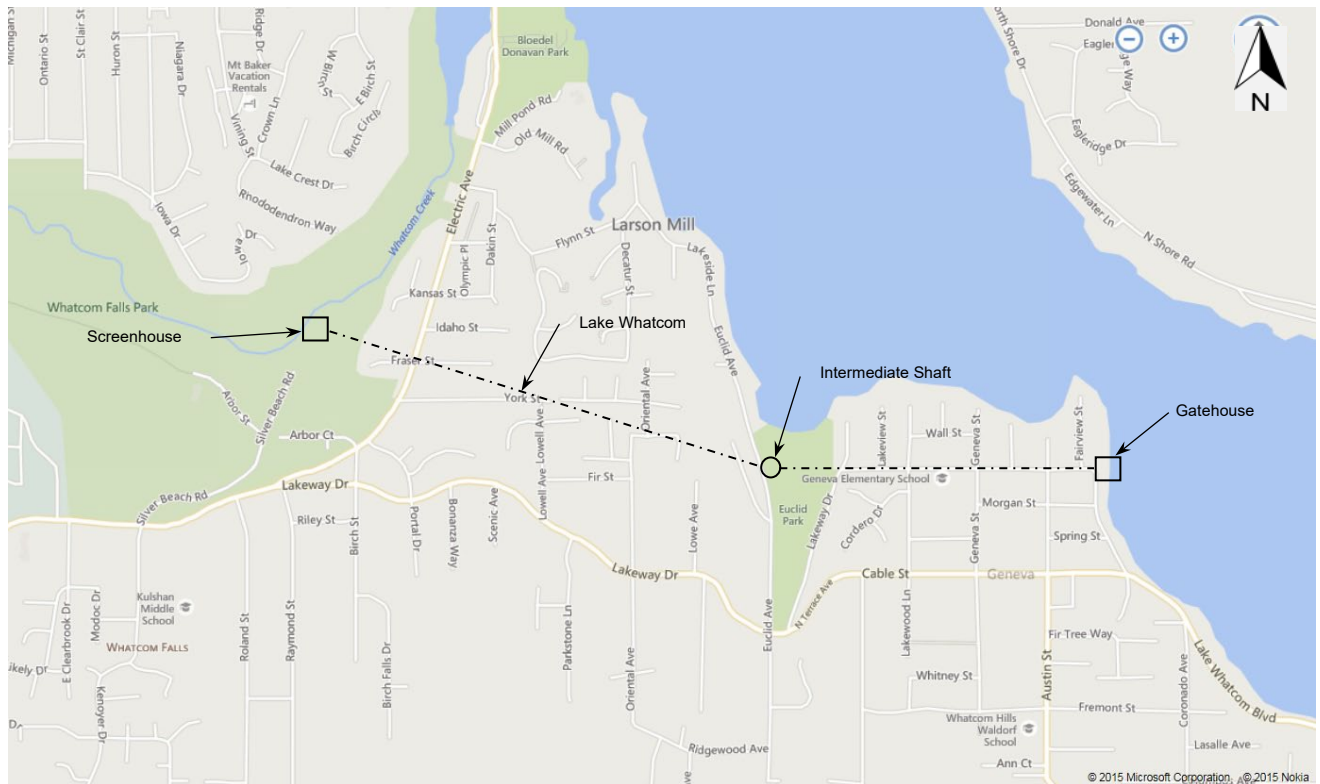 Michigan St
Ontario St
St Clair St
Huron St
Niagara Dr
Ridge Dr
W Birch St
E Birch St
Mt Baker
Vacation
Rentals
Crown Ln
Vining St
Birch Circle
Lake Crest Dr
Rhododendron Way
Iowa Dr
Iowe
Dr
Bloedel
Donavan Park
Mill Pond Rd
Old Mill Rd
Electric Ave
Whatcom Creek
Donald Ave
orth Shore Dr
Eagleridge Way
Eagleridge Dr
Edgewater Ln
N Shore Rd
N
Larson Mill
Flynn St
Dakin St
Olympic Pl
Decatur St
Lakeside Ln
Kansas St
Whatcom Falls Park
Screenhouse
Idaho St
Lake Whatcom
Euclid Ave
Fraser St
Intermediate Shaft
York St
Oriental Ave
Gatehouse
Arbor St
Silver Beach Rd
Arbor Ct
Lowell Ave
Lowell Ave
Lakeview St
Wall St
Geneva St
Fairview St
Fir St
Geneva Elementary School
Lakeway Dr
Silver Beach Rd
Riley St
Birch St
Portal Dr
Bonanza Way
Scenic Ave
Lowe Ave
Euclid
Park
Lakeway Dr
Cordero Dr
Morgan St
Geneva St
Spring St
Lakeway Dr
Cable St
Geneva
N Terrace Ave
Kulshan
Middle
School
WHATCOM FALLS
E Clearbrook Dr
Modoc Dr
Roland St
Raymond St
Birch Falls Dr
Parkstone Ln
Oriental Ave
Euclid Ave
Lakewood Ln
Fir Tree Way
Austin St
Whitney St
Coronado Ave
Lake Whatcom Blvd
ikely Dr
Kenoyer Dr
Fremont St
Whatcom Hills
Waldorf
School
Ridgewood Ave
Lasalle Ave
Ann Ct
© 2015 Microsoft Corporation © 2015 Nokia